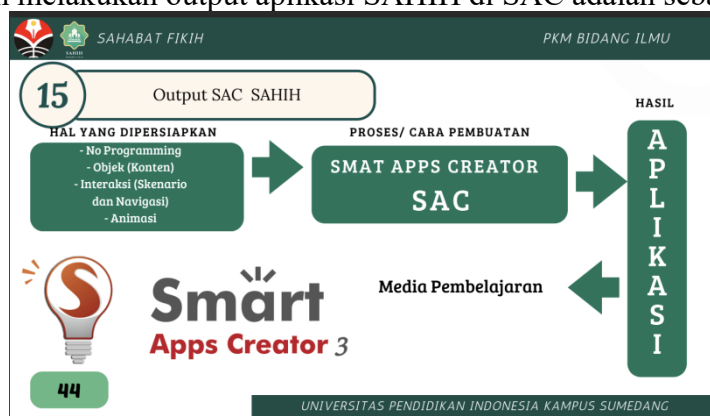 melakukan output aplikasi SAHIH di SAC adalah
SAHABAT FIKIH
PKM BIDANG ILMU
SAHIH
15
Output SAC SAHIH
HAL YANG DIPERSIAPKAN
- No Programming
- Objek (Konten)
- Interaksi (Skenario
dan Navigasi)
- Animasi
PROSES/ CARA PEMBUATAN
SMAT APPS CREATOR
SAC
HASIL
A
P
L
I
K
A
S
I
Media Pembelajaran
S
Smart
Apps Creator 3
44
UNIVERSITAS PENDIDIKAN INDONESIA KAMPUS SUMEDANG